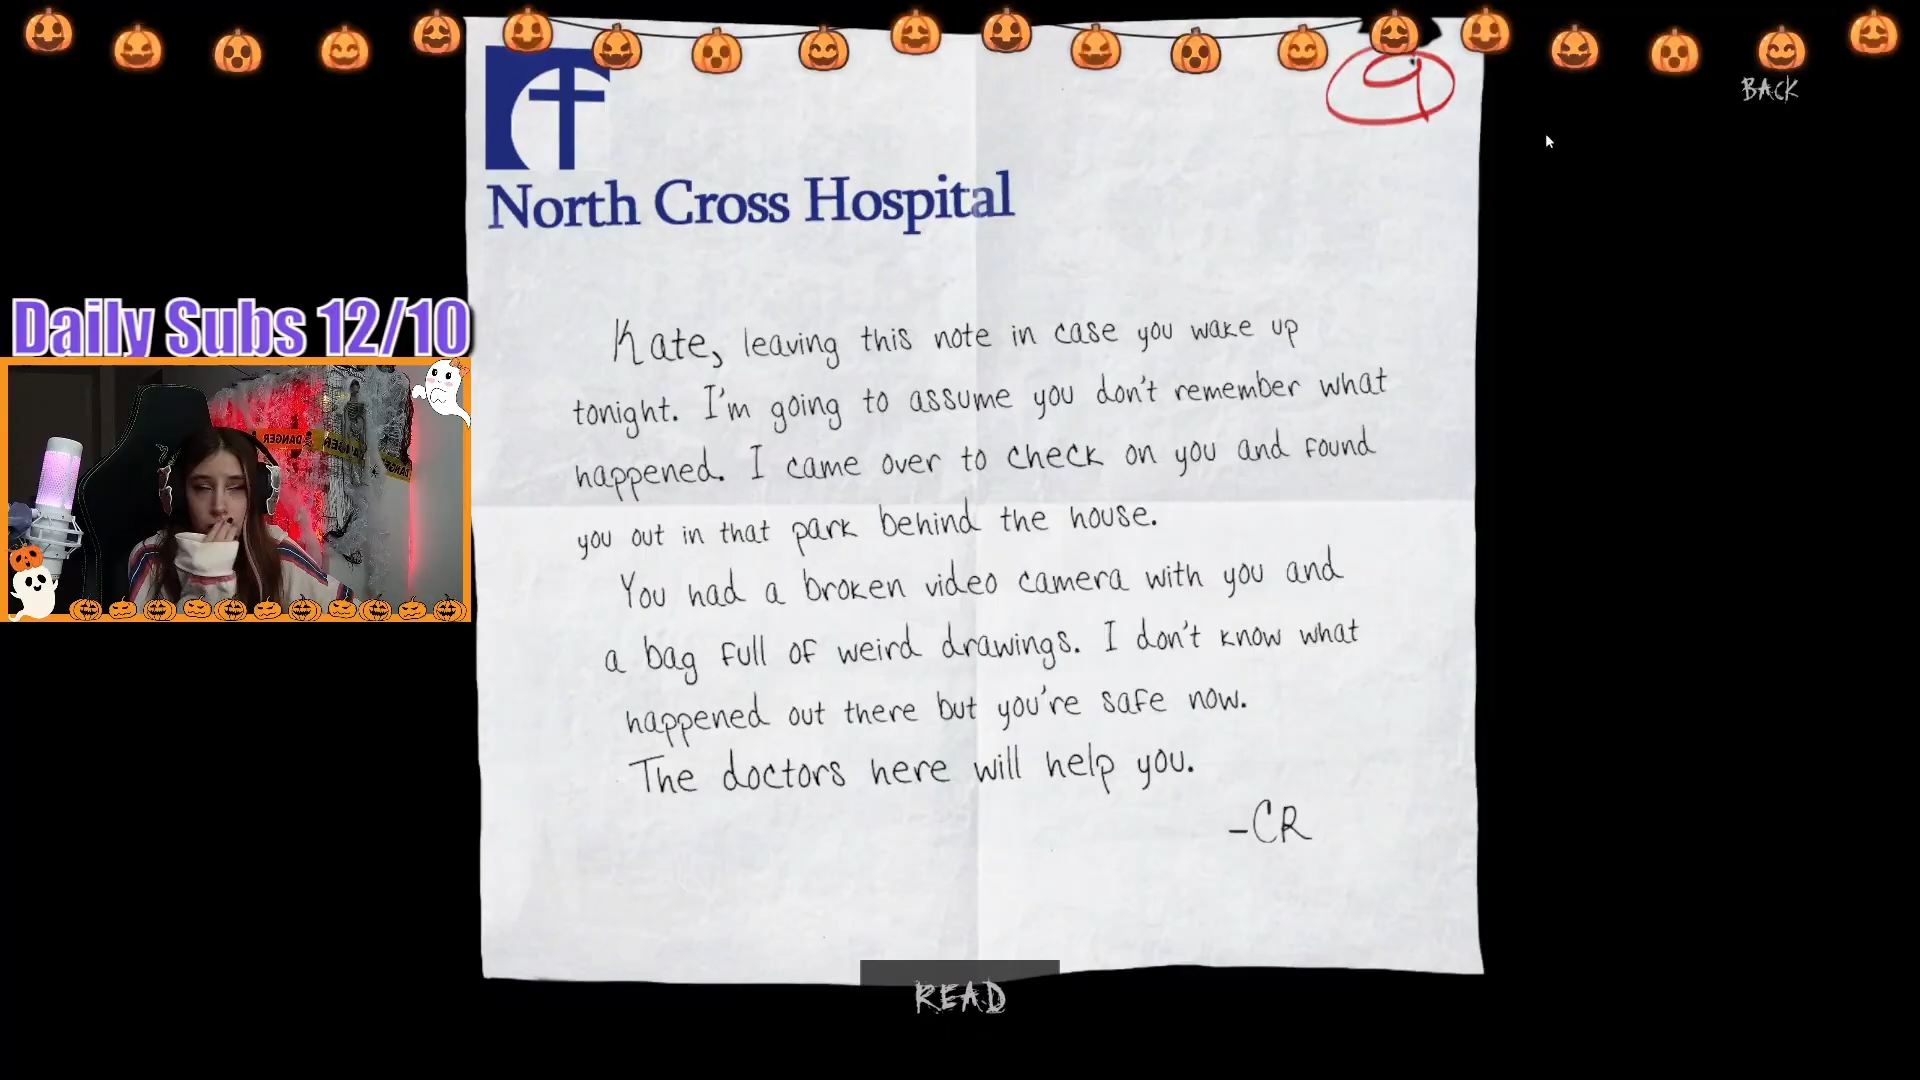 BACK
9
North Cross Hospital
Daily Subs 12/10
DANGER
Kate, leaving this note in case you wake up
tonight. I'm going to assume you don't remember what
happened. I came over to check on you and found
you out in that park behind the house.
You had a broken video camera with you and
a bag full of weird drawings. I don't know what
happened out there but you're safe now.
The doctors here will help you.
-CR
READ